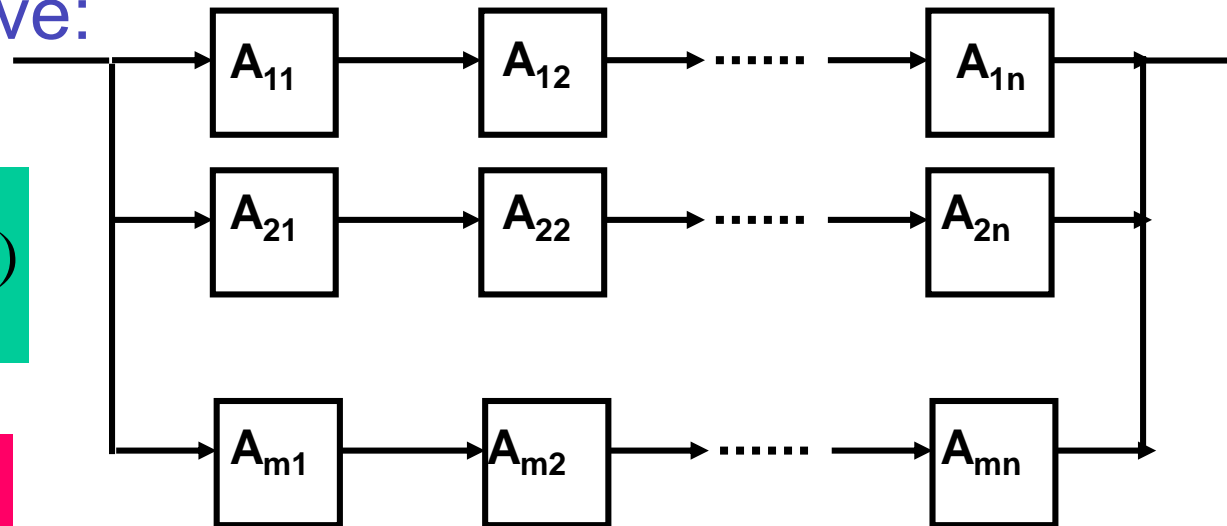 ve:
A₁₁ A₁₂ ...... A₁ₙ
A₂₁ A₂₂ ...... A₂ₙ
)
Aₘ₁ Aₘ₂ ...... Aₘₙ